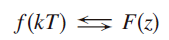 f(kT) ⇌ F(z)